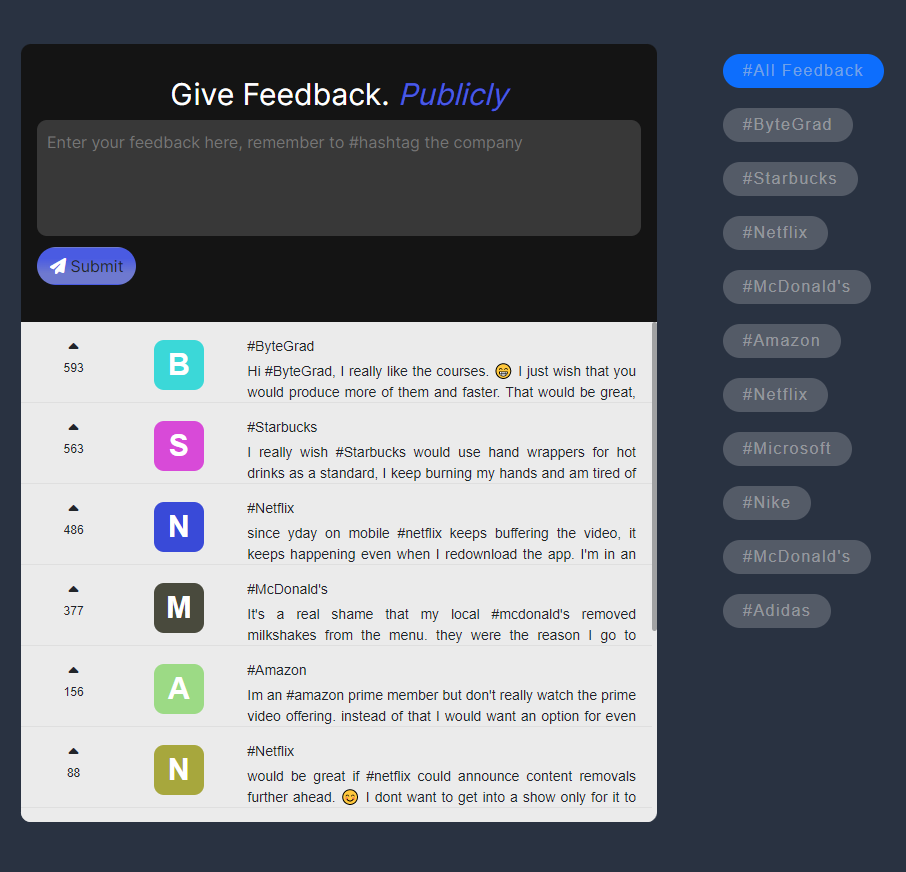 Give Feedback. Publicly
Enter your feedback here, remember to #hashtag the company
Submit
593
B
#ByteGrad
Hi #ByteGrad, I really like the courses. 😁 I just wish that you
would produce more of them and faster. That would be great,
563
S
#Starbucks
I really wish #Starbucks would use hand wrappers for hot
drinks as a standard, I keep burning my hands and am tired of
486
N
#Netflix
since yday on mobile #netflix keeps buffering the video, it
keeps happening even when I redownload the app. I'm in an
377
M
#McDonald's
It's a real shame that my local #mcdonald's removed
milkshakes from the menu. they were the reason I go to
156
A
#Amazon
Im an #amazon prime member but don't really watch the prime
video offering. instead of that I would want an option for even
88
N
#Netflix
would be great if #netflix could announce content removals
further ahead. 😊 I dont want to get into a show only for it to
#All Feedback
#ByteGrad
#Starbucks
#Netflix
#McDonald's
#Amazon
#Netflix
#Microsoft
#Nike
#McDonald's
#Adidas